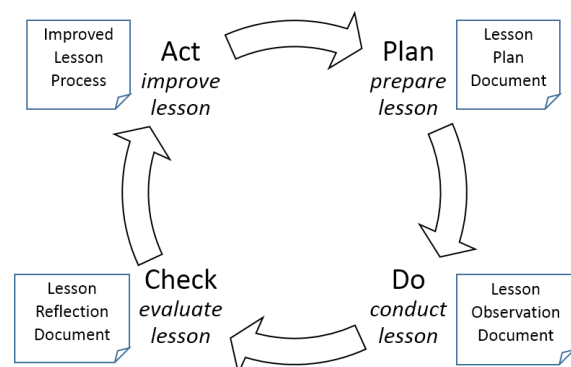 Improved
Lesson
Process
Act
improve
lesson
Plan
prepare
lesson
Lesson
Plan
Document
Lesson
Reflection
Document
Check
evaluate
lesson
Do
conduct
lesson
Lesson
Observation
Document